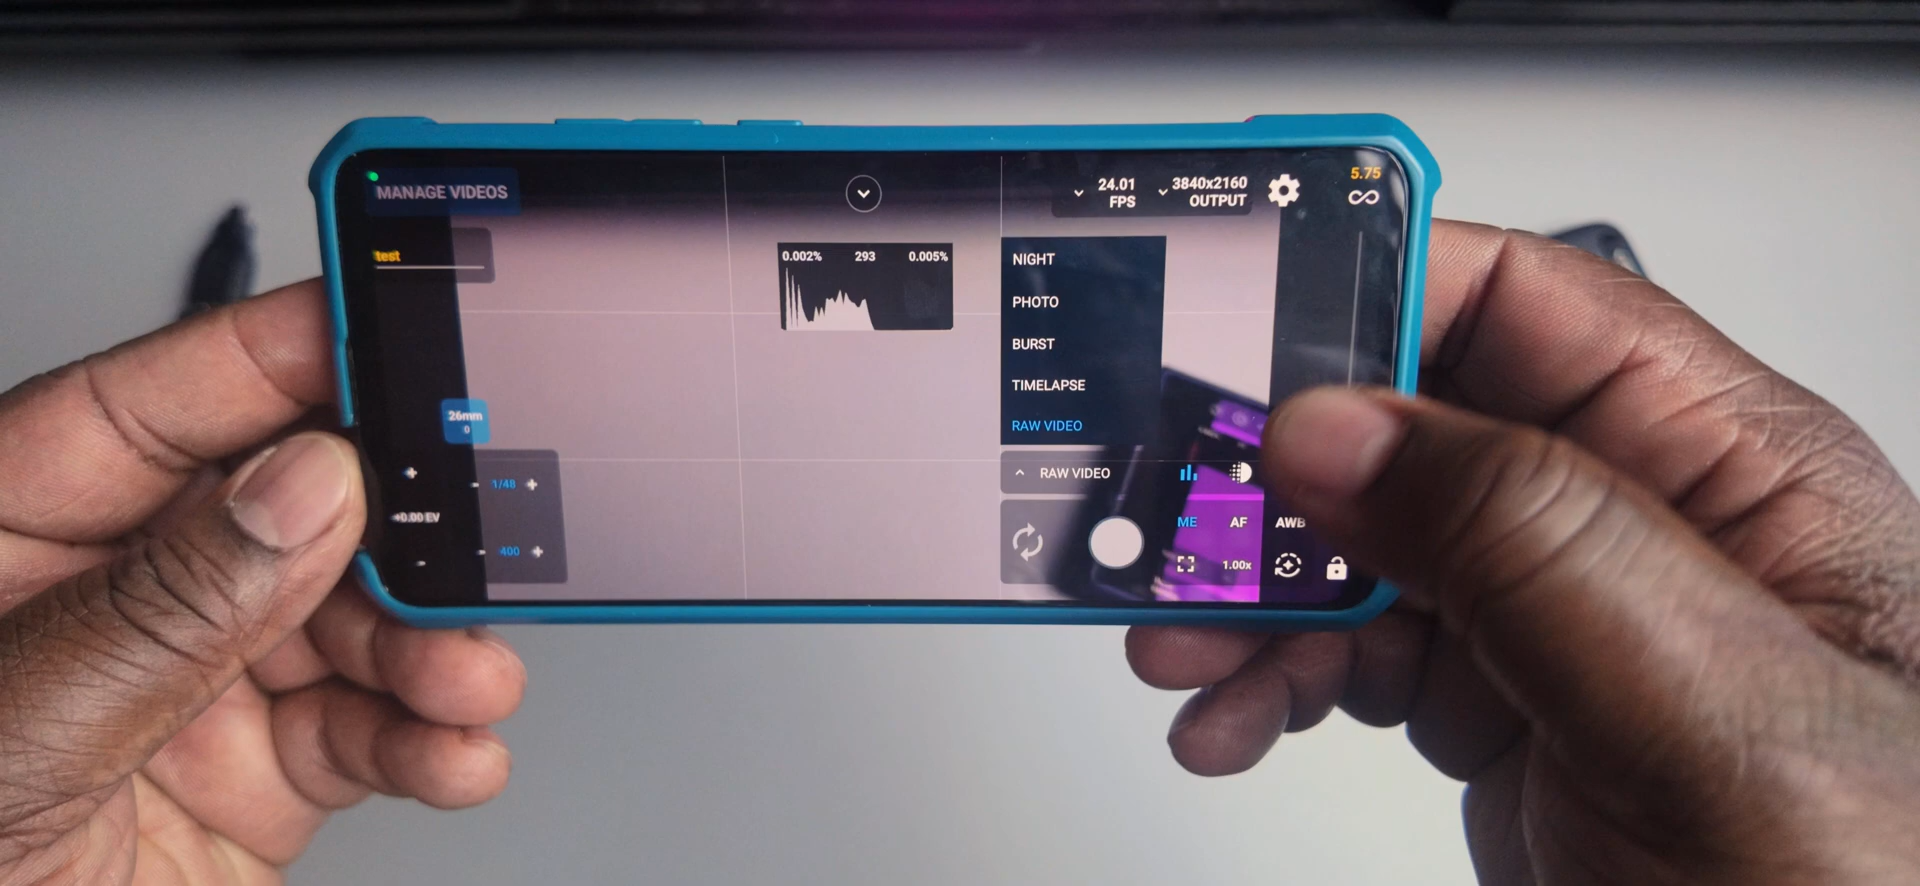 MANAGE VIDEOS
24.01
FPS
3840x2160
OUTPUT
5.75
test
0.002% 293 0.005%
NIGHT
PHOTO
BURST
TIMELAPSE
RAW VIDEO
26mm
0
RAW VIDEO
1/48
+0.00 EV
400
ME AF AWB
1.00x